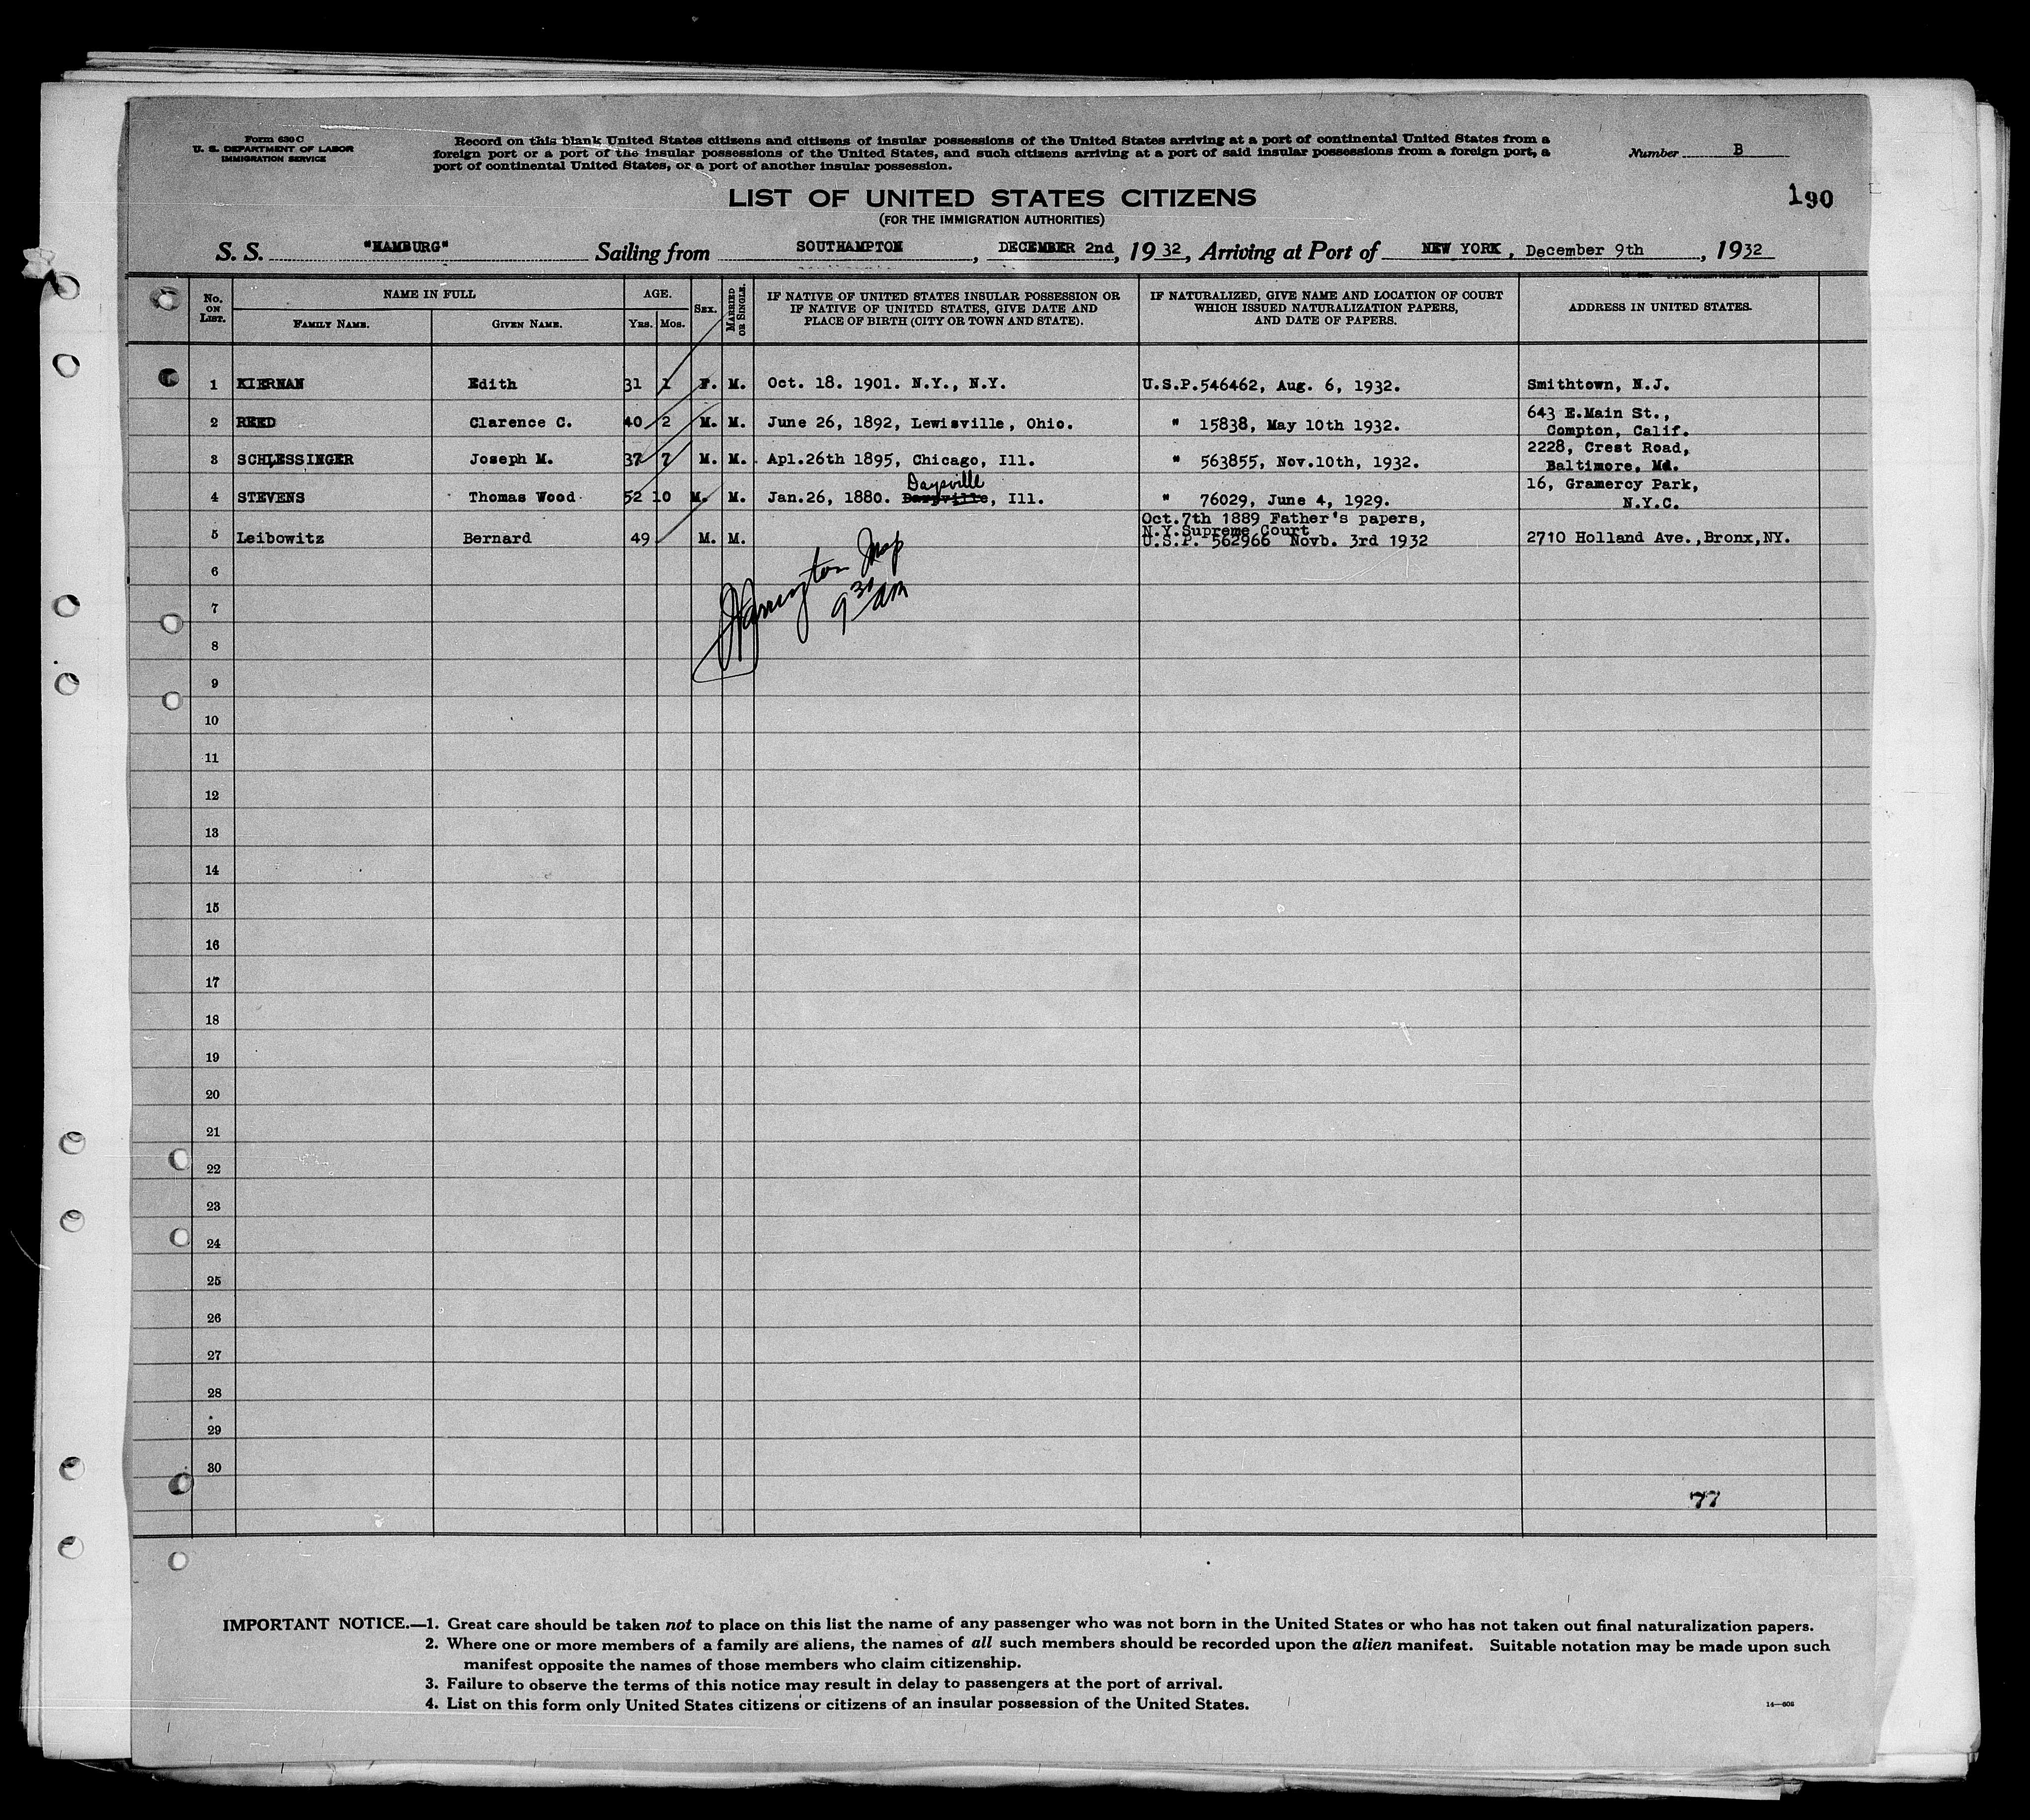 Form 630 C
U. S. DEPARTMENT OF LABOR
IMMIGRATION SERVICE
Record on this blank United States citizens and citizens of insular possessions of the United States arriving at a port of continental United States from a
foreign port or a port of the insular possessions of the United States, and such citizens arriving at a port of said insular possessions from a foreign port, a
port of continental United States, or a port of another insular possession.
Number B
190
LIST OF UNITED STATES CITIZENS
(FOR THE IMMIGRATION AUTHORITIES)
S. S. "HAMBURG" Sailing from SOUTHAMPTON, DECEMBER 2nd, 1932, Arriving at Port of NEW YORK, December 9th, 1932
No. ON LIST.
NAME IN FULL
FAMILY NAME. GIVEN NAME.
AGE.
YRS. MOS.
SEX.
MARRIED OR SINGLE.
IF NATIVE OF UNITED STATES INSULAR POSSESSION OR
IF NATIVE OF UNITED STATES, GIVE DATE AND
PLACE OF BIRTH (CITY OR TOWN AND STATE).
IF NATURALIZED, GIVE NAME AND LOCATION OF COURT
WHICH ISSUED NATURALIZATION PAPERS,
AND DATE OF PAPERS.
ADDRESS IN UNITED STATES.
1 KIERNAN Edith 31 1 F. M. Oct. 18. 1901. N.Y., N.Y. U.S.P.546462, Aug. 6, 1932. Smithtown, N.J.
2 REED Clarence C. 40 2 M. M. June 26, 1892, Lewisville, Ohio. " 15838, May 10th 1932. 643 E.Main St.,
Compton, Calif.
3 SCHLESSINGER Joseph M. 37 7 M. M. Apl.26th 1895, Chicago, Ill. " 563855, Nov.10th, 1932. 2228, Crest Road,
Baltimore, Md.
Daysville
4 STEVENS Thomas Wood 52 10 M. M. Jan.26, 1880. Daryville, Ill. " 76029, June 4, 1929. 16, Gramercy Park,
N.Y.C.
Oct.7th 1889 Father's papers,
N.Y.Supreme Court
5 Leibowitz Bernard 49 M. M. U.S.P. 562966 Novb. 3rd 1932 2710 Holland Ave.,Bronx,NY.
9 30 am
6
7
8
9
10
11
12
13
14
15
16
17
18
19
20
21
22
23
24
25
26
27
28
29
30
77
IMPORTANT NOTICE.—1. Great care should be taken not to place on this list the name of any passenger who was not born in the United States or who has not taken out final naturalization papers.
2. Where one or more members of a family are aliens, the names of all such members should be recorded upon the alien manifest. Suitable notation may be made upon such
manifest opposite the names of those members who claim citizenship.
3. Failure to observe the terms of this notice may result in delay to passengers at the port of arrival.
4. List on this form only United States citizens or citizens of an insular possession of the United States.
14—608